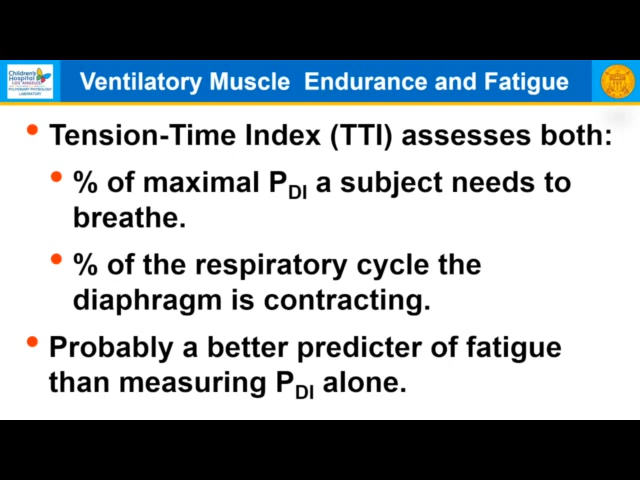 Children's
Hospital
LOS ANGELES
PULMONARY PHYSIOLOGY
LABORATORY
Ventilatory Muscle Endurance and Fatigue
• Tension-Time Index (TTI) assesses both:
• % of maximal PDI a subject needs to
breathe.
• % of the respiratory cycle the
diaphragm is contracting.
• Probably a better predicter of fatigue
than measuring PDI alone.